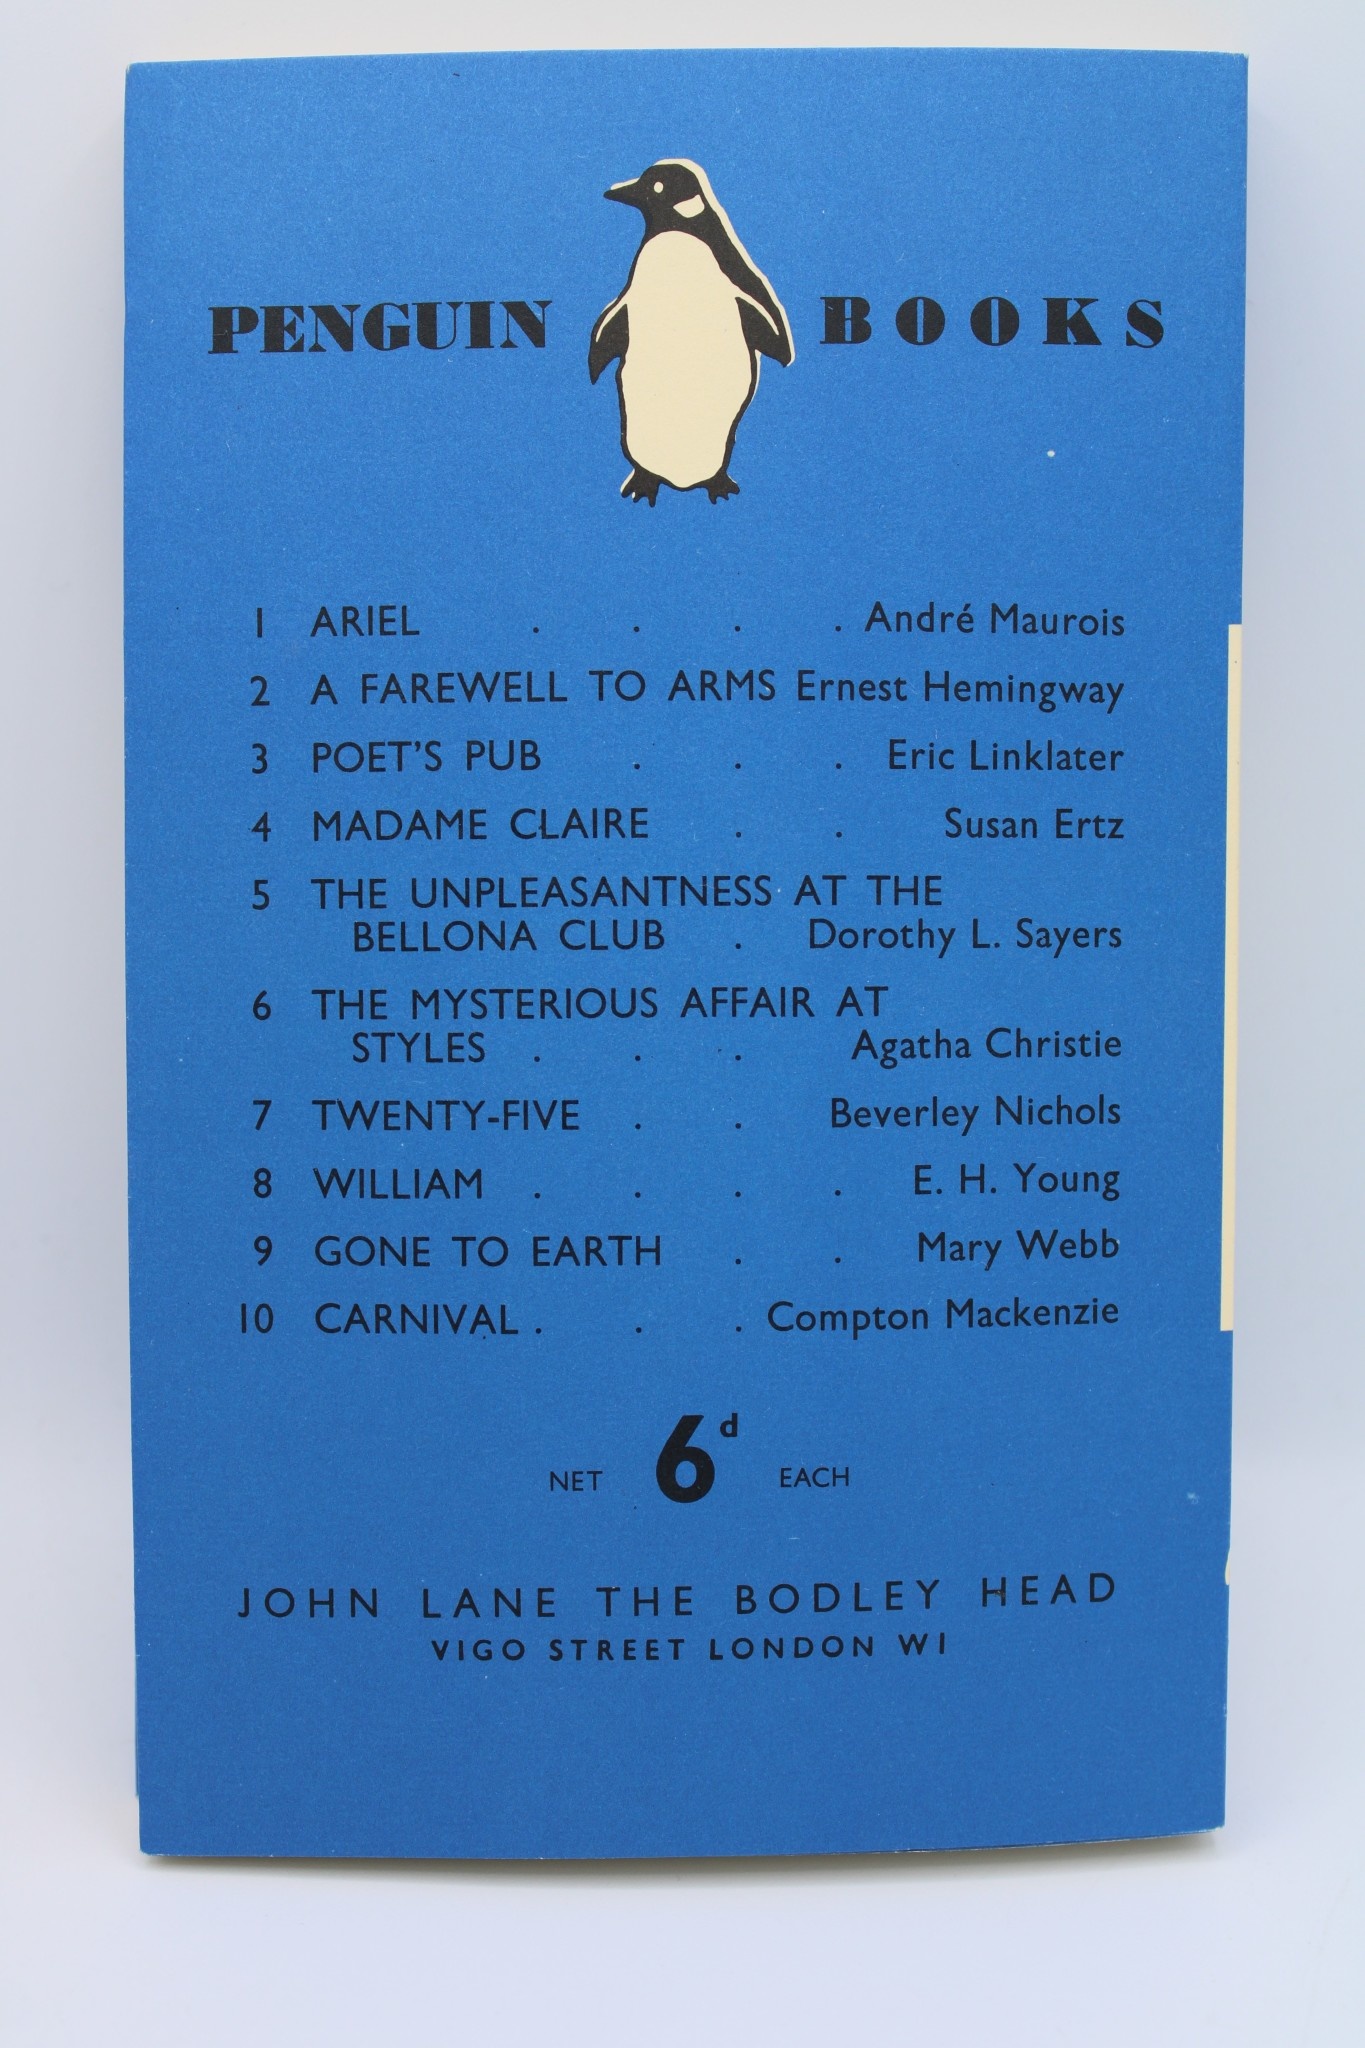 PENGUIN BOOKS
1 ARIEL . . . . André Maurois
2 A FAREWELL TO ARMS Ernest Hemingway
3 POET'S PUB . . . Eric Linklater
4 MADAME CLAIRE . . Susan Ertz
5 THE UNPLEASANTNESS AT THE
BELLONA CLUB . Dorothy L. Sayers
6 THE MYSTERIOUS AFFAIR AT
STYLES . . . Agatha Christie
7 TWENTY-FIVE . . Beverley Nichols
8 WILLIAM . . . . E. H. Young
9 GONE TO EARTH . . Mary Webb
10 CARNIVAL . . . Compton Mackenzie
NET 6d EACH
JOHN LANE THE BODLEY HEAD
VIGO STREET LONDON W1